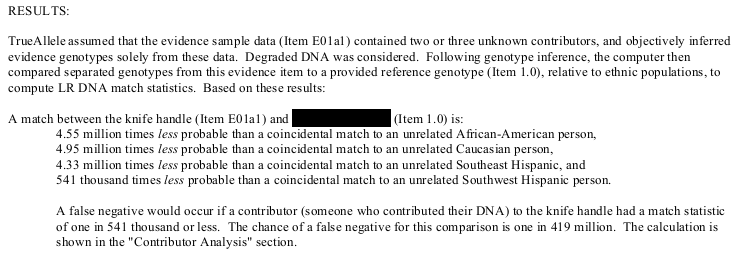 RESULTS:
TrueAllele assumed that the evidence sample data (Item E01a1) contained two or three unknown contributors, and objectively inferred
evidence genotypes solely from these data. Degraded DNA was considered. Following genotype inference, the computer then
compared separated genotypes from this evidence item to a provided reference genotype (Item 1.0), relative to ethnic populations, to
compute LR DNA match statistics. Based on these results:
A match between the knife handle (Item E01a1) and (Item 1.0) is:
4.55 million times less probable than a coincidental match to an unrelated African-American person,
4.95 million times less probable than a coincidental match to an unrelated Caucasian person,
4.33 million times less probable than a coincidental match to an unrelated Southeast Hispanic, and
541 thousand times less probable than a coincidental match to an unrelated Southwest Hispanic person.
A false negative would occur if a contributor (someone who contributed their DNA) to the knife handle had a match statistic
of one in 541 thousand or less. The chance of a false negative for this comparison is one in 419 million. The calculation is
shown in the "Contributor Analysis" section.